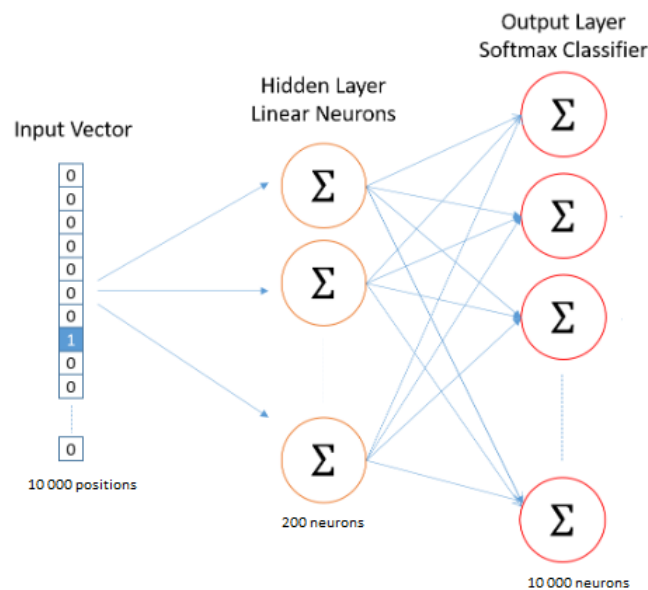 Output Layer
Softmax Classifier
Hidden Layer
Linear Neurons
Input Vector
0
0
0
0
0
0
0
1
0
0
0
10 000 positions
Σ
Σ
Σ
200 neurons
Σ
Σ
Σ
Σ
10 000 neurons